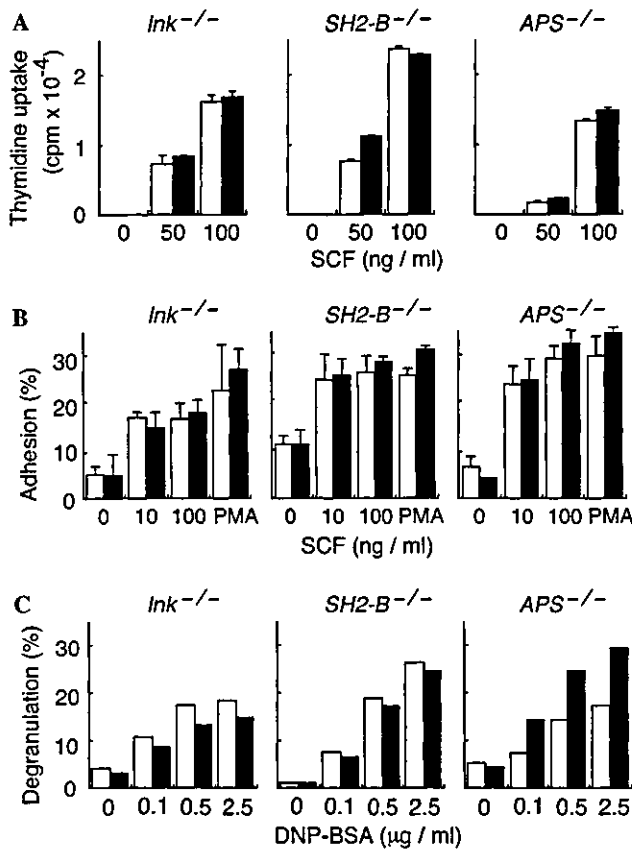 A
lnk−/−
SH2-B−/−
APS−/−
Thymidine uptake
(cpm x 10-4)
2
1
0
0 50 100
0 50 100
0 50 100
SCF (ng / ml)
B
lnk−/−
SH2-B−/−
APS−/−
Adhesion (%)
30
20
10
0
0 10 100 PMA
0 10 100 PMA
0 10 100 PMA
SCF (ng / ml)
C
lnk−/−
SH2-B−/−
APS−/−
Degranulation (%)
30
20
10
0
0 0.1 0.5 2.5
0 0.1 0.5 2.5
0 0.1 0.5 2.5
DNP-BSA (μg / ml)